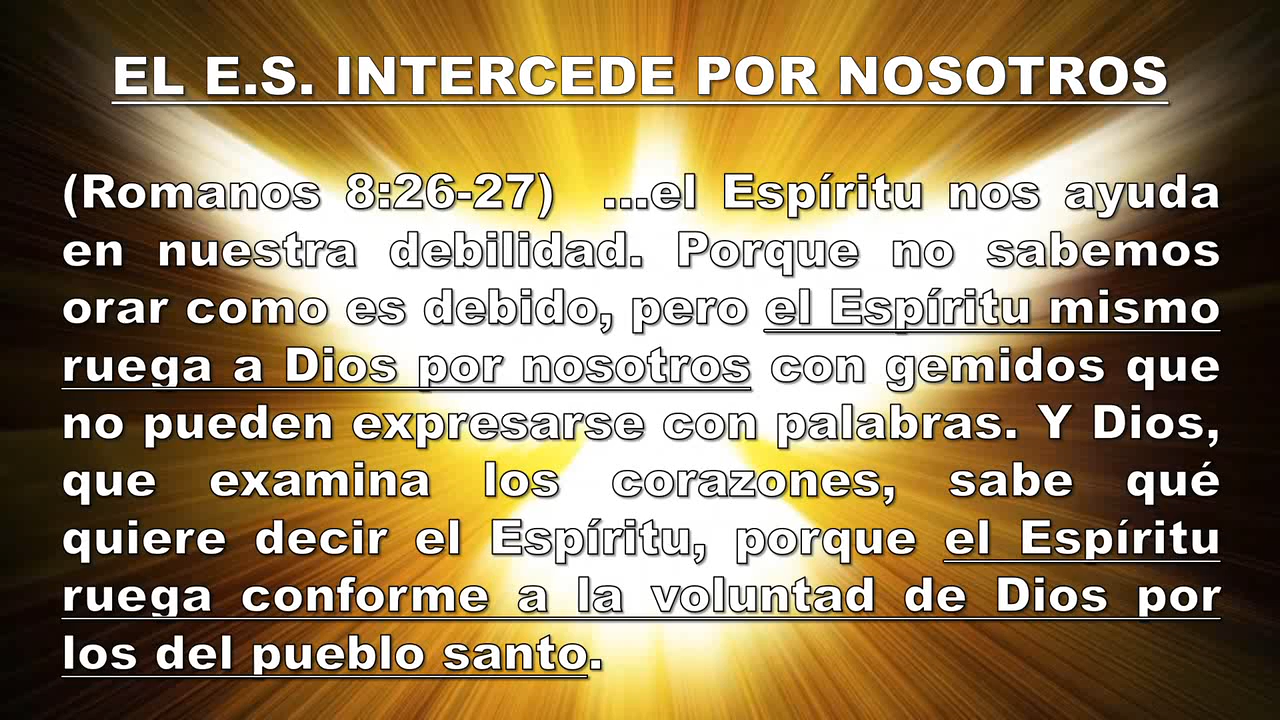 EL E.S. INTERCEDE POR NOSOTROS
(Romanos 8:26-27) ...el Espíritu nos ayuda
en nuestra debilidad. Porque no sabemos
orar como es debido, pero el Espíritu mismo
ruega a Dios por nosotros con gemidos que
no pueden expresarse con palabras. Y Dios,
que examina los corazones, sabe qué
quiere decir el Espíritu, porque el Espíritu
ruega conforme a la voluntad de Dios por
los del pueblo santo.